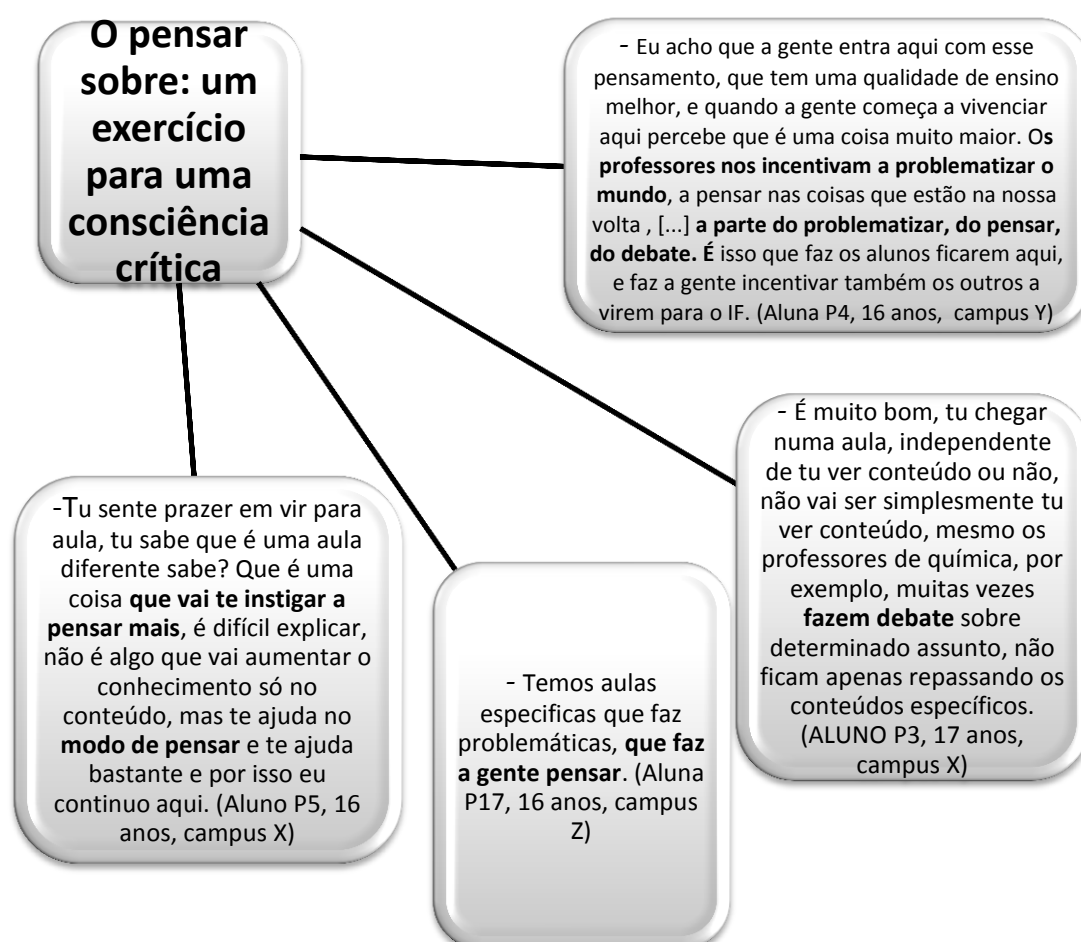 O pensar
sobre: um
exercício
para uma
consciência
crítica
- Eu acho que a gente entra aqui com esse
pensamento, que tem uma qualidade de ensino
melhor, e quando a gente começa a vivenciar
aqui percebe que é uma coisa muito maior. Os
professores nos incentivam a problematizar o
mundo, a pensar nas coisas que estão na nossa
volta , [...] a parte do problematizar, do pensar,
do debate. É isso que faz os alunos ficarem aqui,
e faz a gente incentivar também os outros a
virem para o IF. (Aluna P4, 16 anos, campus Y)
- É muito bom, tu chegar
numa aula, independente
de tu ver conteúdo ou não,
não vai ser simplesmente tu
ver conteúdo, mesmo os
professores de química, por
exemplo, muitas vezes
fazem debate sobre
determinado assunto, não
ficam apenas repassando os
conteúdos específicos.
(ALUNO P3, 17 anos,
campus X)
-Tu sente prazer em vir para
aula, tu sabe que é uma aula
diferente sabe? Que é uma
coisa que vai te instigar a
pensar mais, é difícil explicar,
não é algo que vai aumentar o
conhecimento só no
conteúdo, mas te ajuda no
modo de pensar e te ajuda
bastante e por isso eu
continuo aqui. (Aluno P5, 16
anos, campus X)
- Temos aulas
especificas que faz
problemáticas, que faz
a gente pensar. (Aluna
P17, 16 anos, campus
Z)